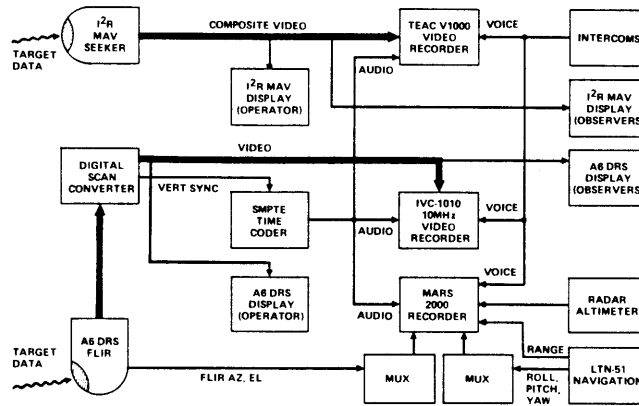 TARGET
DATA
I²R
MAV
SEEKER
COMPOSITE VIDEO
TEAC V1000
VIDEO
RECORDER
VOICE
INTERCOMS
AUDIO
I²R MAV
DISPLAY
(OPERATOR)
I²R MAV
DISPLAY
(OBSERVERS)
DIGITAL
SCAN
CONVERTER
VIDEO
VERT SYNC
A6 DRS
DISPLAY
(OBSERVERS)
SMPTE
TIME
CODER
AUDIO
IVC-1010
10MHz
VIDEO
RECORDER
VOICE
A6 DRS
DISPLAY
(OPERATOR)
VOICE
MARS
2000
RECORDER
AUDIO
RADAR
ALTIMETER
TARGET
DATA
A6 DRS
FLIR
FLIR AZ, EL
MUX
MUX
RANGE
ROLL,
PITCH,
YAW
LTN-51
NAVIGATION